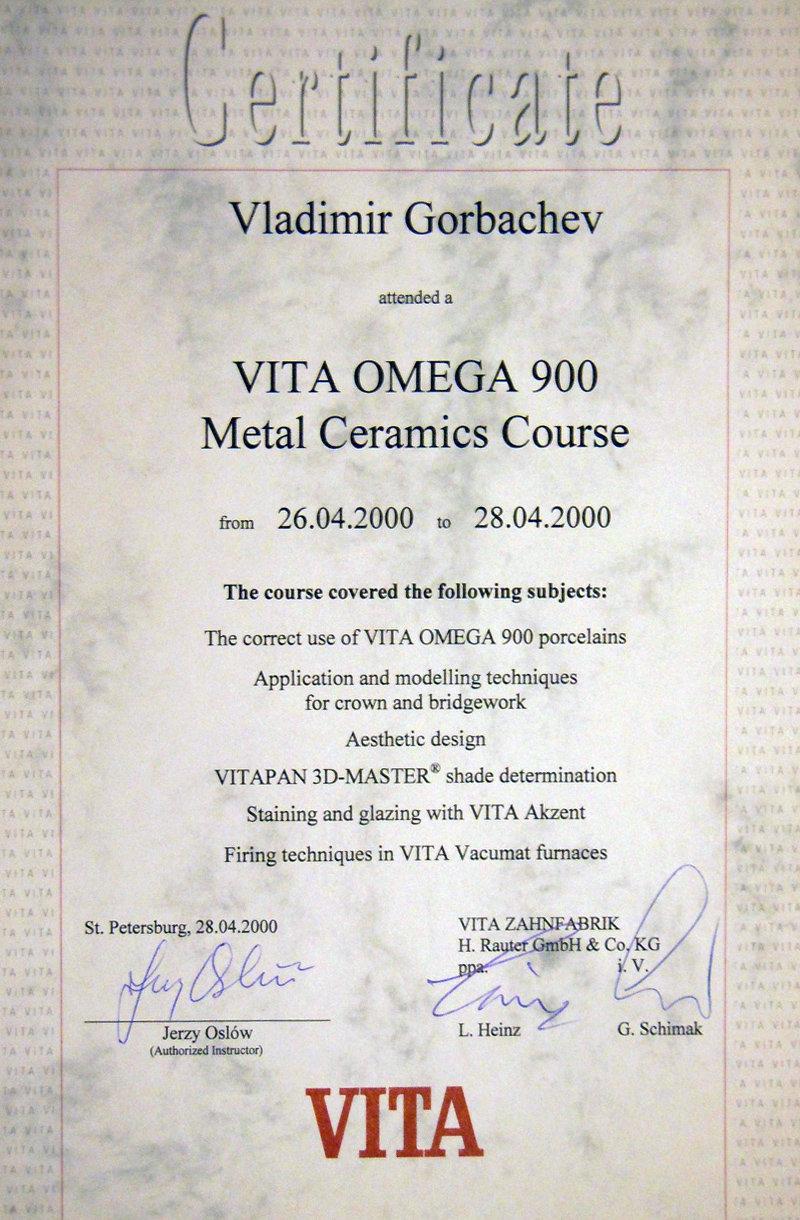 Certificate
Vladimir Gorbachev
attended a
VITA OMEGA 900
Metal Ceramics Course
from 26.04.2000 to 28.04.2000
The course covered the following subjects:
The correct use of VITA OMEGA 900 porcelains
Application and modelling techniques
for crown and bridgework
Aesthetic design
VITAPAN 3D-MASTER® shade determination
Staining and glazing with VITA Akzent
Firing techniques in VITA Vacumat furnaces
St. Petersburg, 28.04.2000
Jerzy Oslów
(Authorized Instructor)
VITA ZAHNFABRIK
H. Rauter GmbH & Co. KG
ppa. i. V.
L. Heinz G. Schimak
VITA